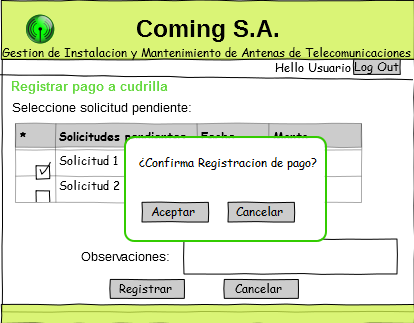 Coming S.A.
Gestion de Instalacion y Mantenimiento de Antenas de Telecomunicaciones
Hello Usuario Log Out
Registrar pago a cudrilla
Seleccione solicitud pendiente:
* Solicitudes pendientes Fecha Monto
Solicitud 1
Solicitud 2
¿Confirma Registracion de pago?
Aceptar Cancelar
Observaciones:
Registrar Cancelar